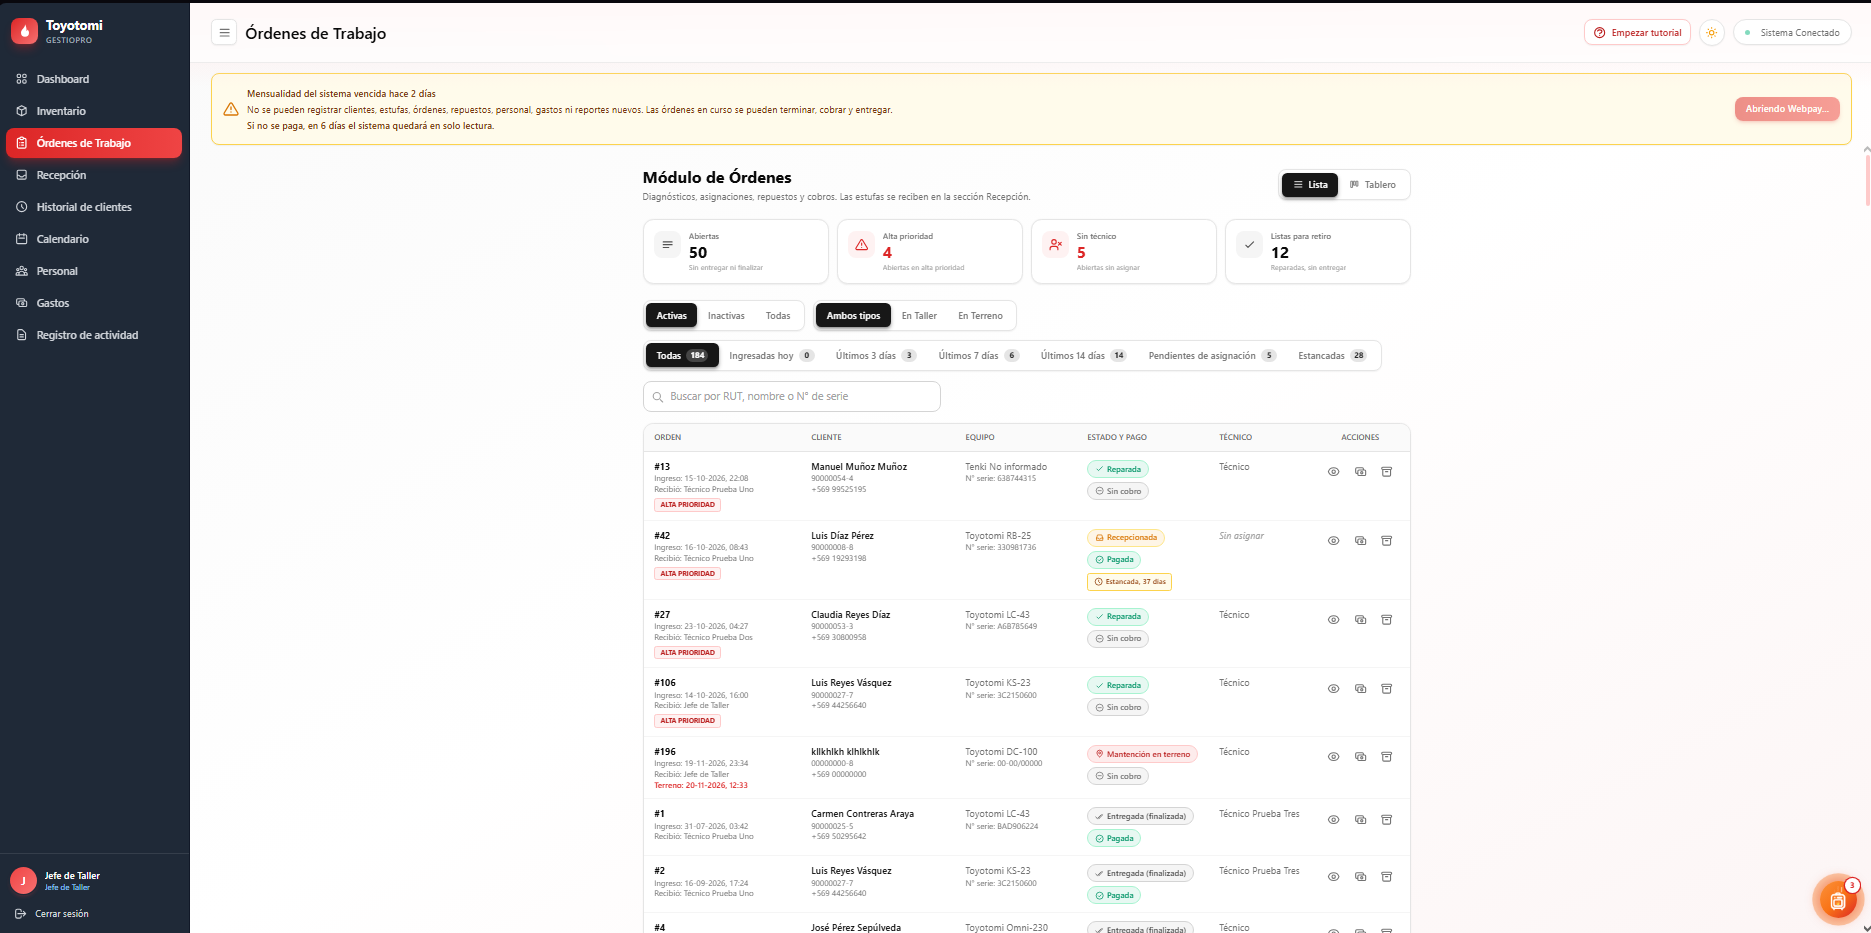 Toyotomi
GESTIOPRO
Dashboard
Inventario
Órdenes de Trabajo
Recepción
Historial de clientes
Calendario
Personal
Gastos
Registro de actividad
J
Jefe de Taller
Jefe de Taller
Cerrar sesión
Órdenes de Trabajo
Empezar tutorial
Sistema Conectado
Mensualidad del sistema vencida hace 2 días
No se pueden registrar clientes, estufas, órdenes, repuestos, personal, gastos ni reportes nuevos. Las órdenes en curso se pueden terminar, cobrar y entregar.
Si no se paga, en 6 días el sistema quedará en solo lectura.
Abriendo Webpay...
Módulo de Órdenes
Diagnósticos, asignaciones, repuestos y cobros. Las estufas se reciben en la sección Recepción.
Lista Tablero
Abiertas
50
Sin entregar ni finalizar
Alta prioridad
4
Abiertas en alta prioridad
Sin técnico
5
Abiertas sin asignar
Listas para retiro
12
Reparadas, sin entregar
Activas Inactivas Todas Ambos tipos En Taller En Terreno
Todas 184 Ingresadas hoy 0 Últimos 3 días 3 Últimos 7 días 6 Últimos 14 días 14 Pendientes de asignación 5 Estancadas 28
Buscar por RUT, nombre o N° de serie
ORDEN CLIENTE EQUIPO ESTADO Y PAGO TÉCNICO ACCIONES
#13 Manuel Muñoz Muñoz Tenki No informado Reparada Técnico
Ingreso: 15-10-2026, 22:08 90000054-4 N° serie: 638744315
Recibió: Técnico Prueba Uno +569 99525195 Sin cobro
ALTA PRIORIDAD
#42 Luis Díaz Pérez Toyotomi RB-25 Recepcionada Sin asignar
Ingreso: 16-10-2026, 08:43 90000008-8 N° serie: 330981736
Recibió: Técnico Prueba Uno +569 19293198 Pagada
ALTA PRIORIDAD Estancada, 37 días
#27 Claudia Reyes Díaz Toyotomi LC-43 Reparada Técnico
Ingreso: 23-10-2026, 04:27 90000053-3 N° serie: A6B785649
Recibió: Técnico Prueba Dos +569 30800958 Sin cobro
ALTA PRIORIDAD
#106 Luis Reyes Vásquez Toyotomi KS-23 Reparada Técnico
Ingreso: 14-10-2026, 16:00 90000027-7 N° serie: 3C2150600
Recibió: Jefe de Taller +569 44256640 Sin cobro
ALTA PRIORIDAD
#196 kllkhlkh klhlkhlk Toyotomi DC-100 Mantención en terreno Técnico
Ingreso: 19-11-2026, 23:34 00000000-8 N° serie: 00-00/00000
Recibió: Jefe de Taller +569 00000000 Sin cobro
Terreno: 20-11-2026, 12:33
#1 Carmen Contreras Araya Toyotomi LC-43 Entregada (finalizada) Técnico Prueba Tres
Ingreso: 31-07-2026, 03:42 90000025-5 N° serie: BAD906224
Recibió: Técnico Prueba Uno +569 50295642 Pagada
#2 Luis Reyes Vásquez Toyotomi KS-23 Entregada (finalizada) Técnico Prueba Tres
Ingreso: 16-09-2026, 17:24 90000027-7 N° serie: 3C2150600
Recibió: Técnico Prueba Uno +569 44256640 Pagada
#4 José Pérez Sepúlveda Toyotomi Omni-230 Entregada (finalizada) Técnico
3